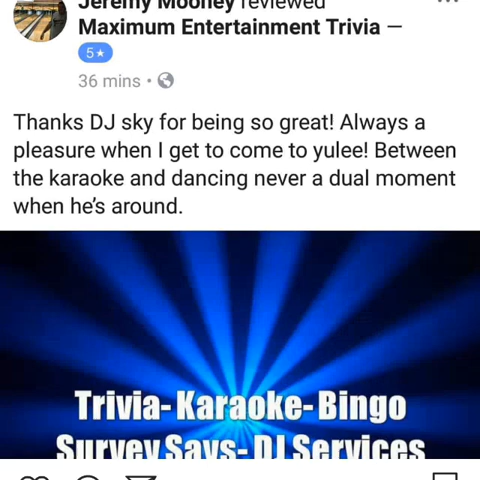 Jeremy Mooney reviewed
Maximum Entertainment Trivia —
5★
36 mins •
Thanks DJ sky for being so great! Always a
pleasure when I get to come to yulee! Between
the karaoke and dancing never a dual moment
when he's around.
Trivia-Karaoke-Bingo
Survey Says-DJ Services